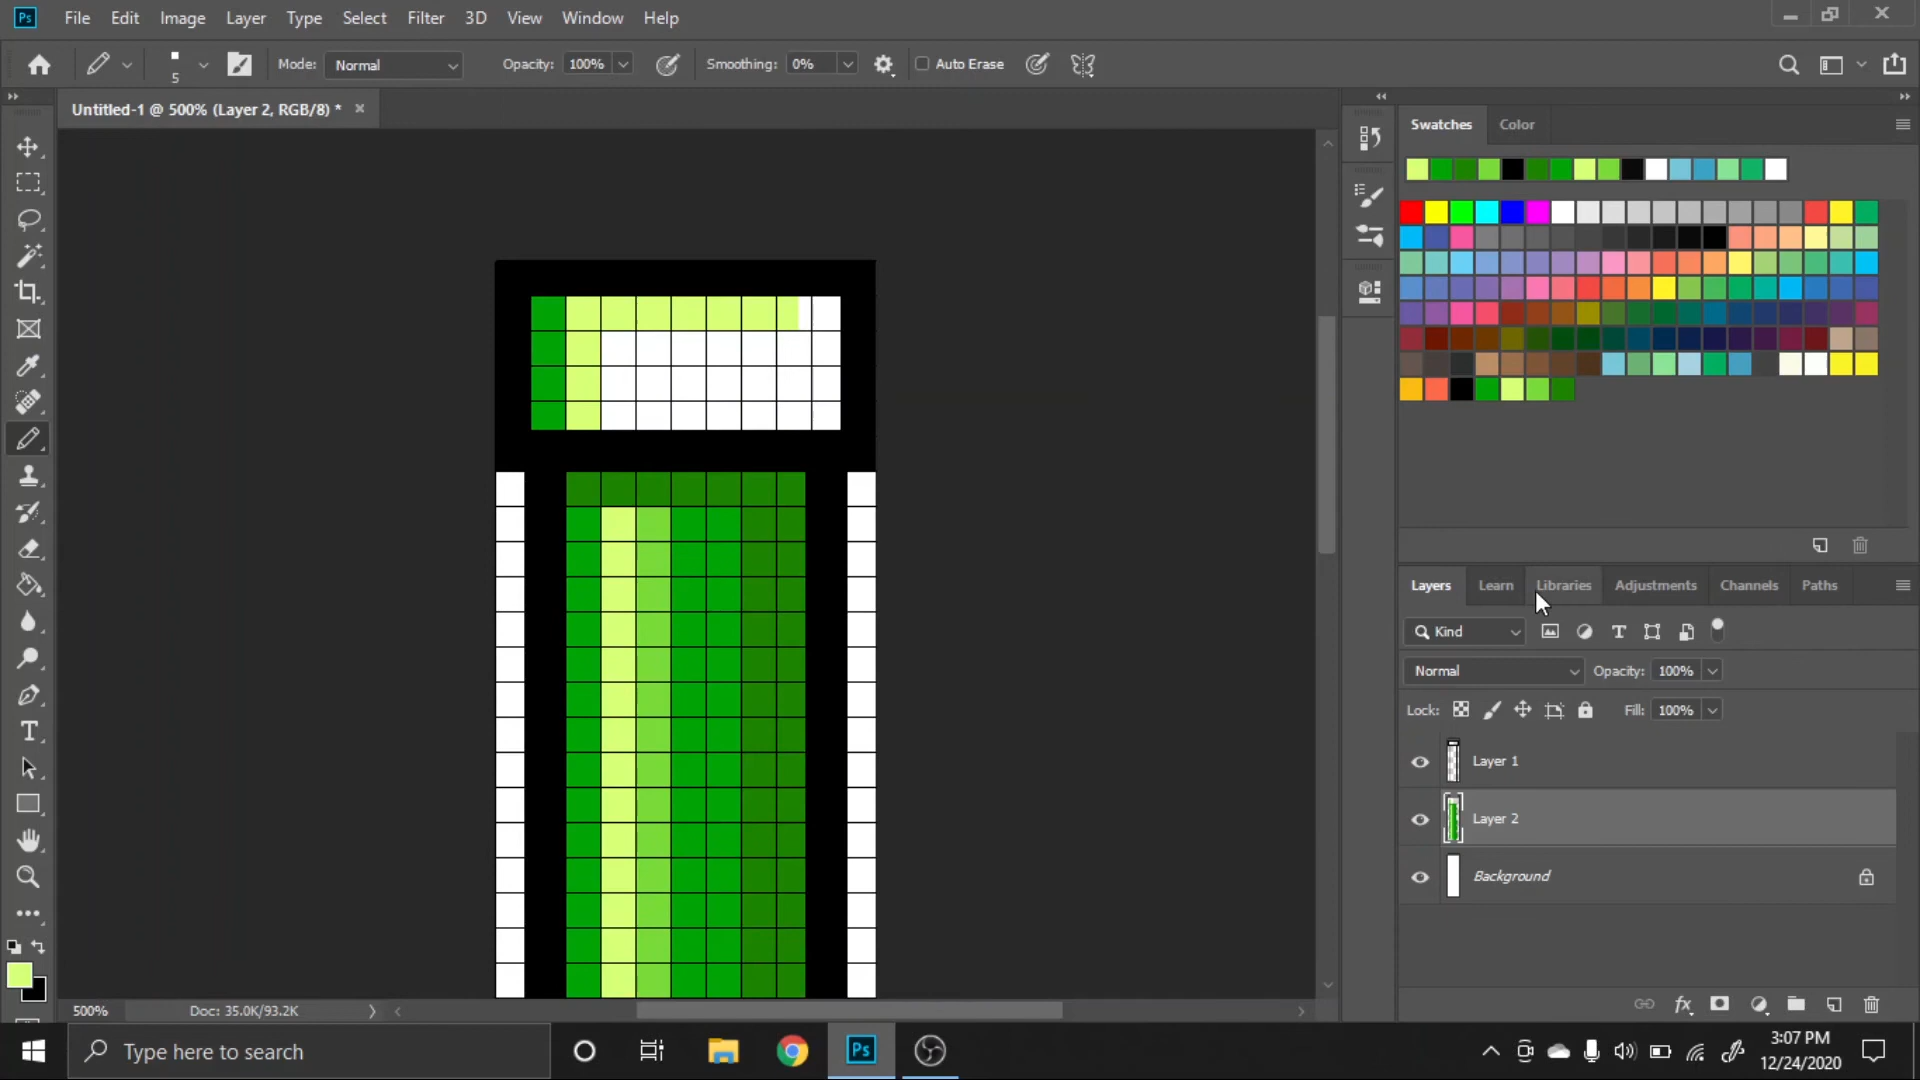 Ps File Edit Image Layer Type Select Filter 3D View Window Help
5 Mode: Normal Opacity: 100% Smoothing: 0% Auto Erase
Untitled-1 @ 500% (Layer 2, RGB/8) *
Swatches Color
Layers Learn Libraries Adjustments Channels Paths
Kind
Normal Opacity: 100%
Lock: Fill: 100%
Layer 1
Layer 2
Background
500% Doc: 35.0K/93.2K
fx
Type here to search
Ps
3:07 PM
12/24/2020